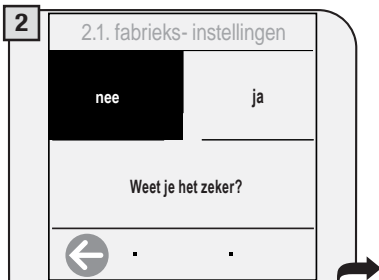 2
2.1. fabrieks- instellingen
nee ja
Weet je het zeker?